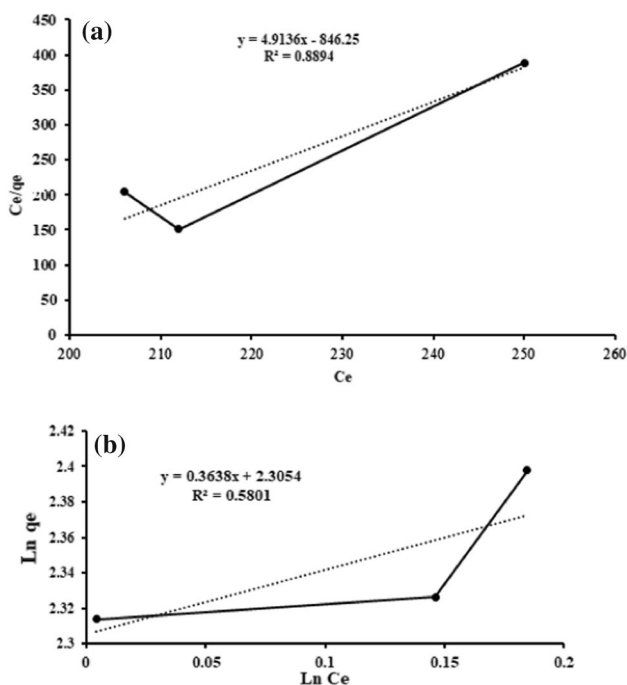 (a)
y = 4.9136x - 846.25
R² = 0.8894
450
400
350
300
250
200
150
100
50
0
Ce/qe
200
210
220
230
240
250
260
Ce
(b)
y = 0.3638x + 2.3054
R² = 0.5801
2.42
2.4
2.38
2.36
2.34
2.32
2.3
Ln qe
0
0.05
0.1
0.15
0.2
Ln Ce